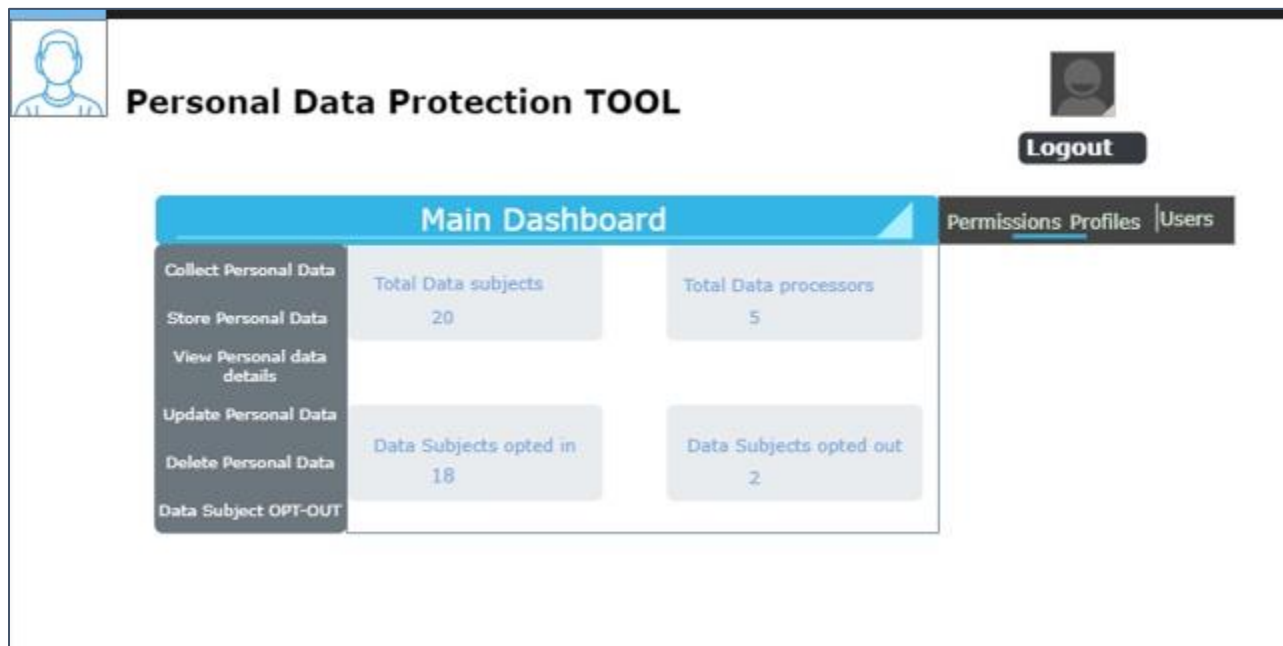 Personal Data Protection TOOL
Logout
Main Dashboard
Permissions Profiles Users
Collect Personal Data
Store Personal Data
View Personal data
details
Update Personal Data
Delete Personal Data
Data Subject OPT-OUT
Total Data subjects
20
Total Data processors
5
Data Subjects opted in
18
Data Subjects opted out
2